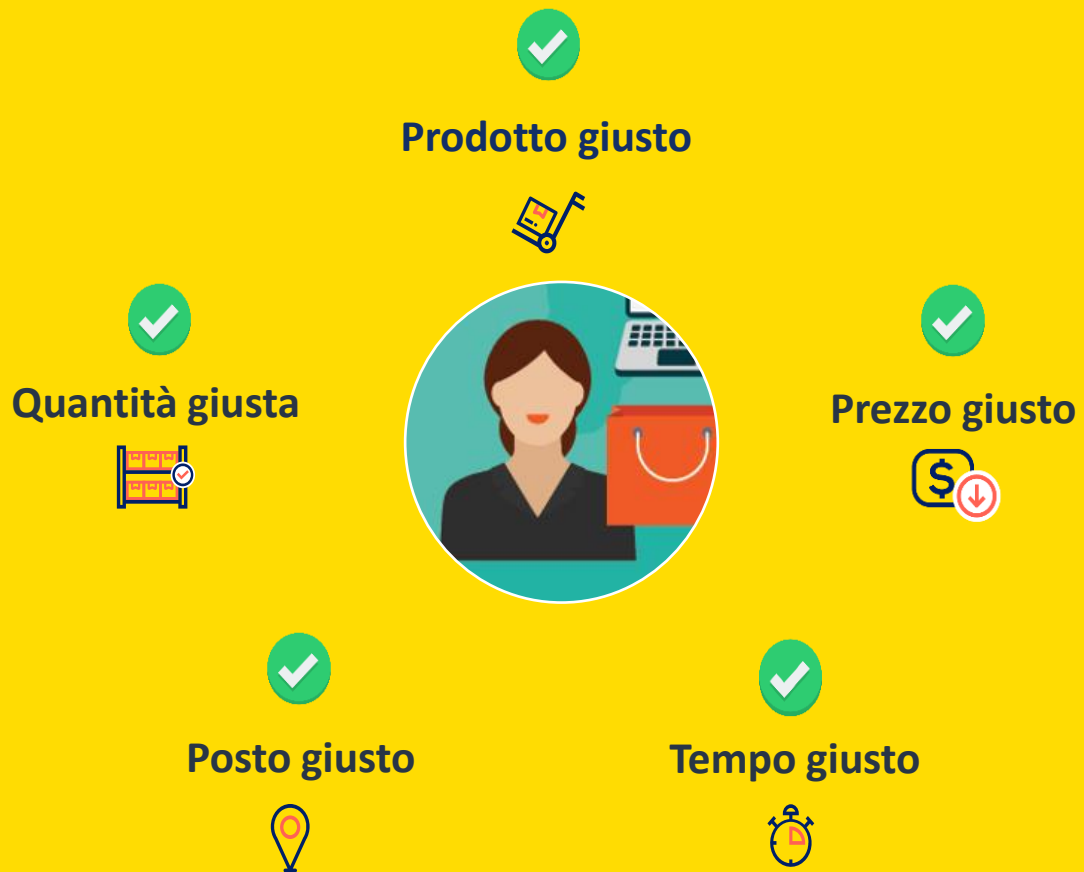 Prodotto giusto
Quantità giusta
Prezzo giusto
$
Posto giusto
Tempo giusto